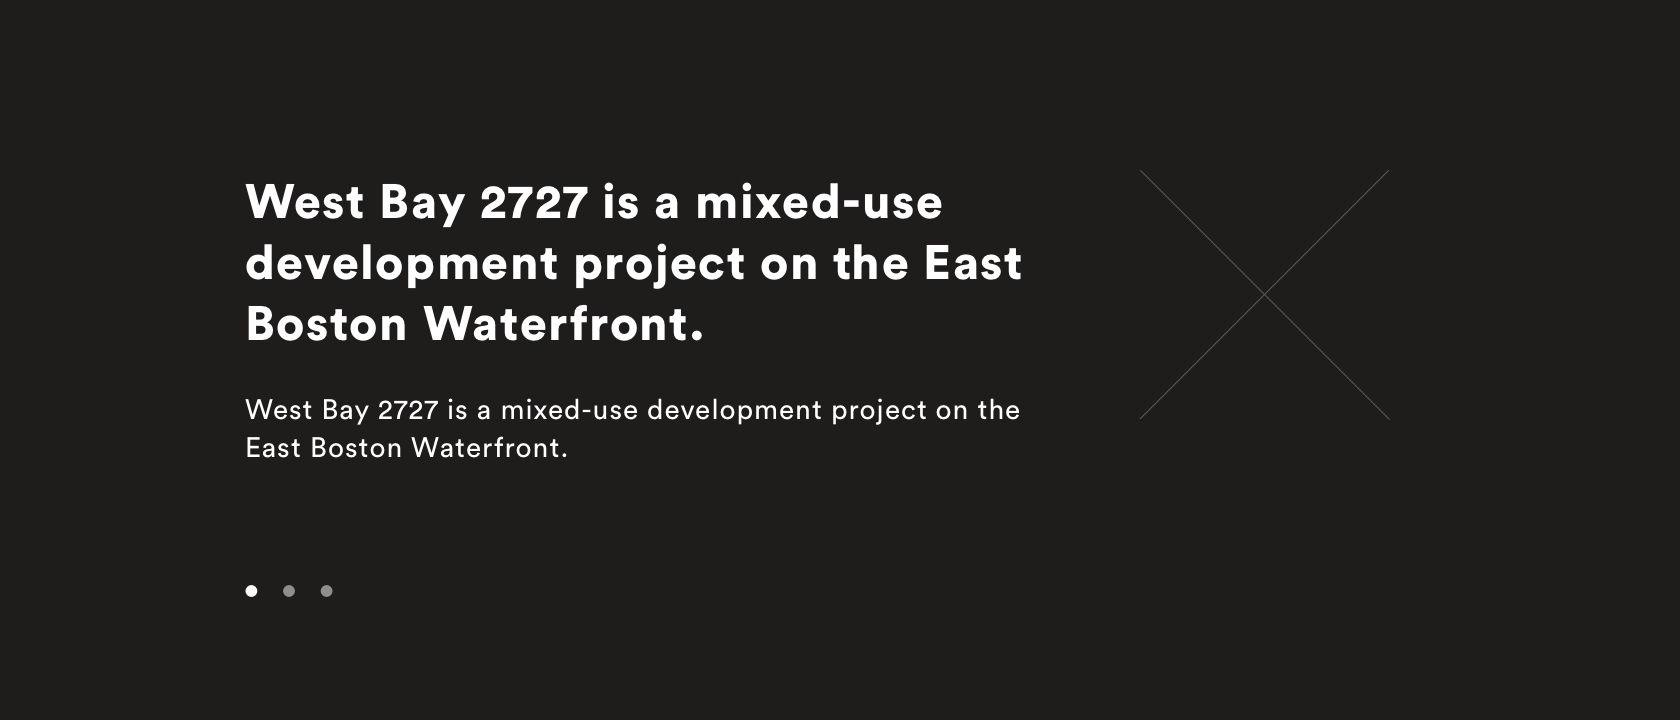 West Bay 2727 is a mixed-use
development project on the East
Boston Waterfront.
West Bay 2727 is a mixed-use development project on the
East Boston Waterfront.